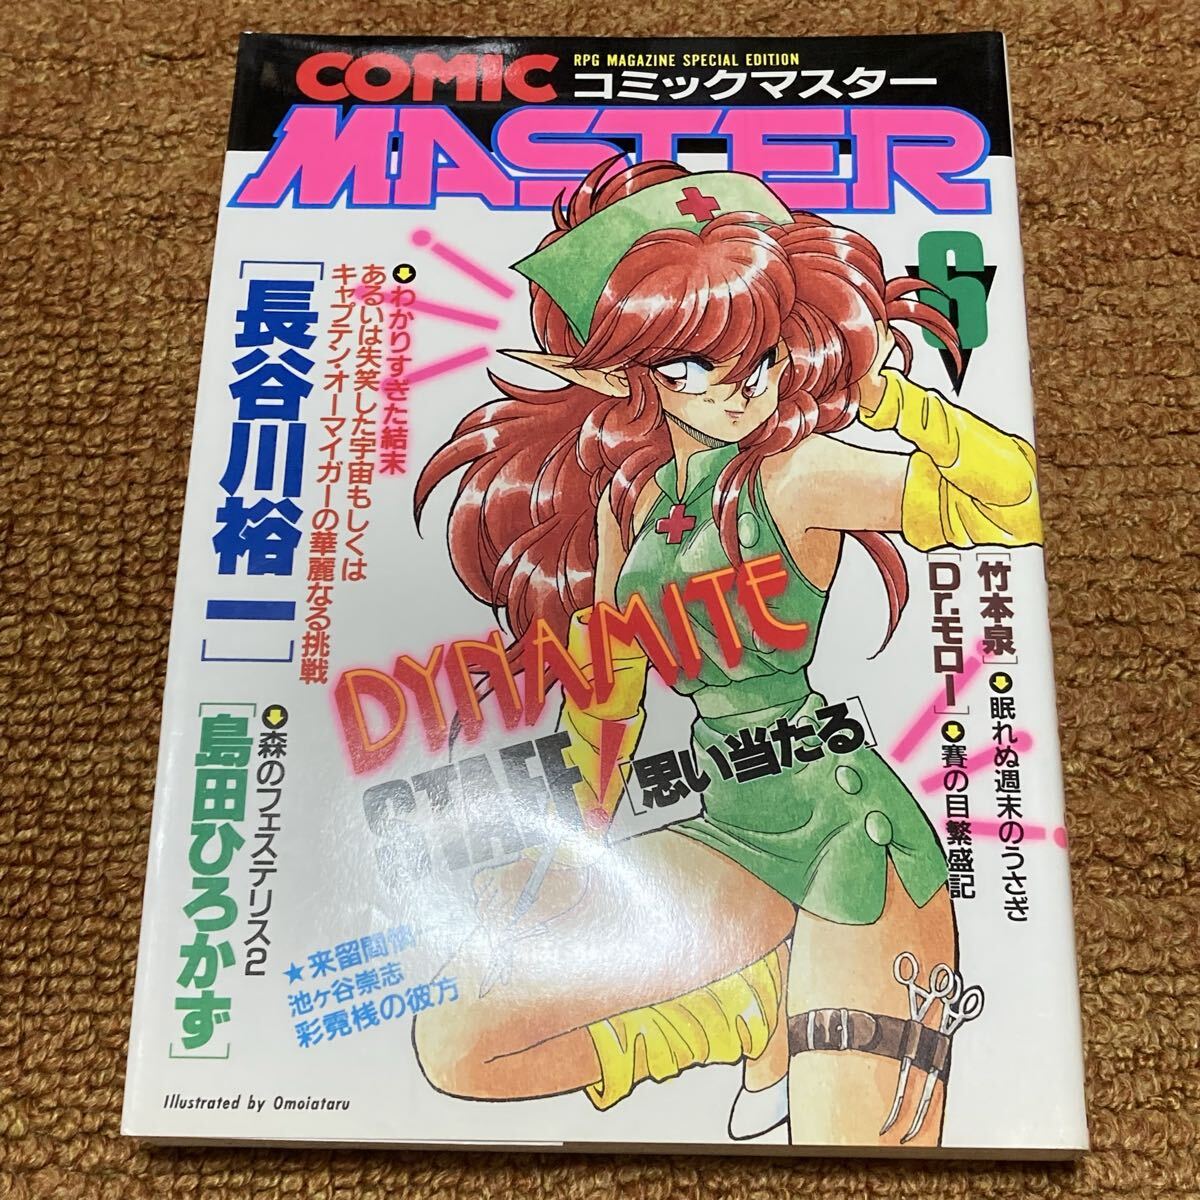 RPG MAGAZINE SPECIAL EDITION
COMIC
コミックマスター
MASTER
6
わかりすぎた結末
あるいは失笑した宇宙もしくは
キャプテン・オーマイガーの華麗なる挑戦
[長谷川裕一]
森のフェステリス2
[島田ひろかず]
DYNAMITE
STAFF!
[思い当たる]
[竹本泉]
眠れぬ週末のうさぎ
[Dr.モロー]
賽の目繁盛記
★来留間慎一
池ヶ谷崇志
彩霓桟の彼方
Illustrated by Omoiataru